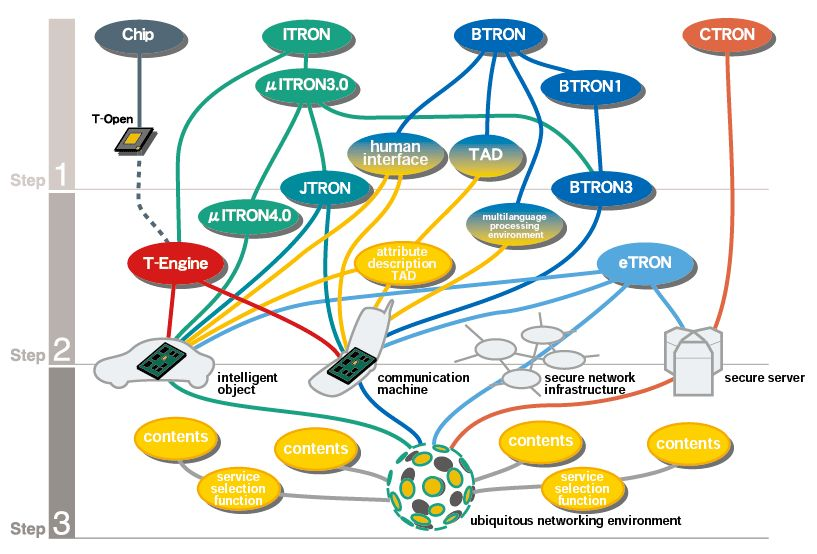 Chip
ITRON
BTRON
CTRON
μITRON3.0
BTRON1
T-Open
human
interface
TAD
Step 1
JTRON
BTRON3
μITRON4.0
multilanguage
processing
environment
T-Engine
attribute
description
TAD
eTRON
Step 2
intelligent
object
communication
machine
secure network
infrastructure
secure server
contents
contents
contents
contents
service
selection
function
service
selection
function
Step 3
ubiquitous networking environment